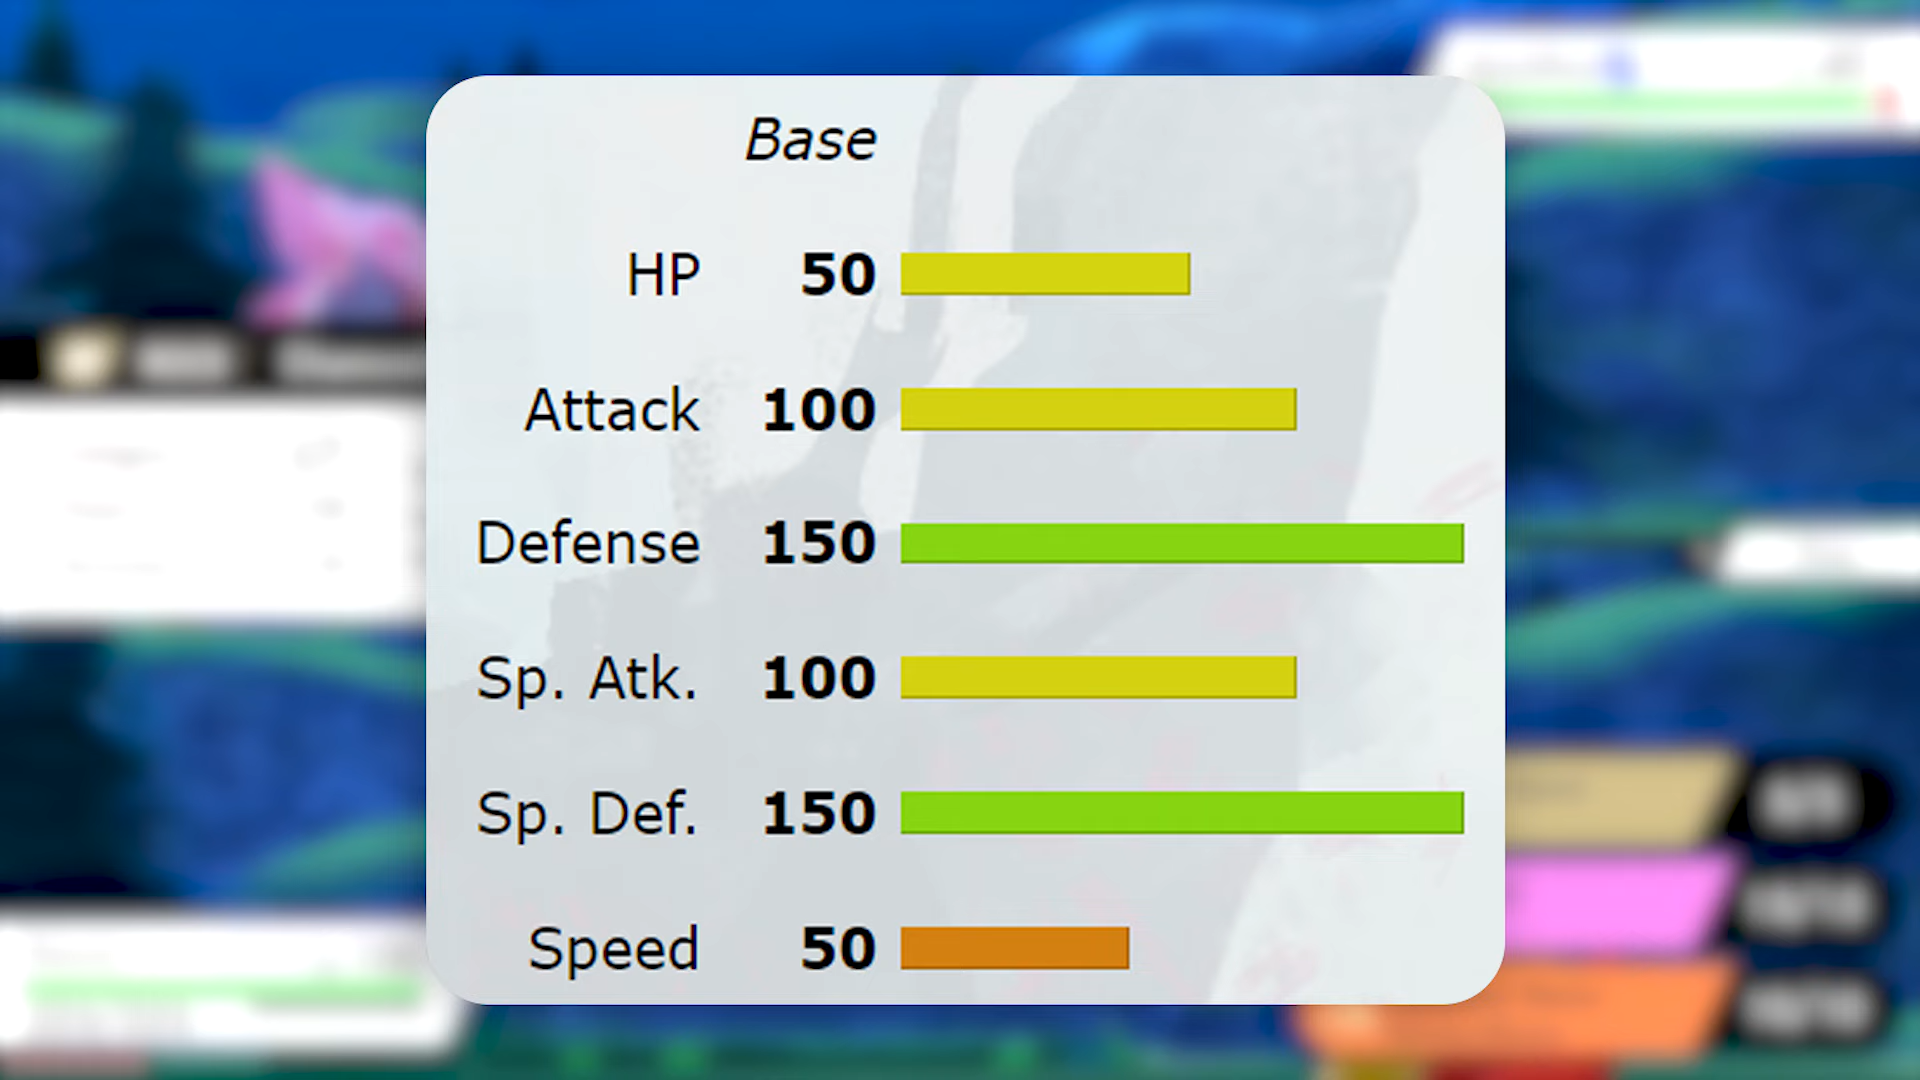 Base
HP 50
Attack 100
Defense 150
Sp. Atk. 100
Sp. Def. 150
Speed 50